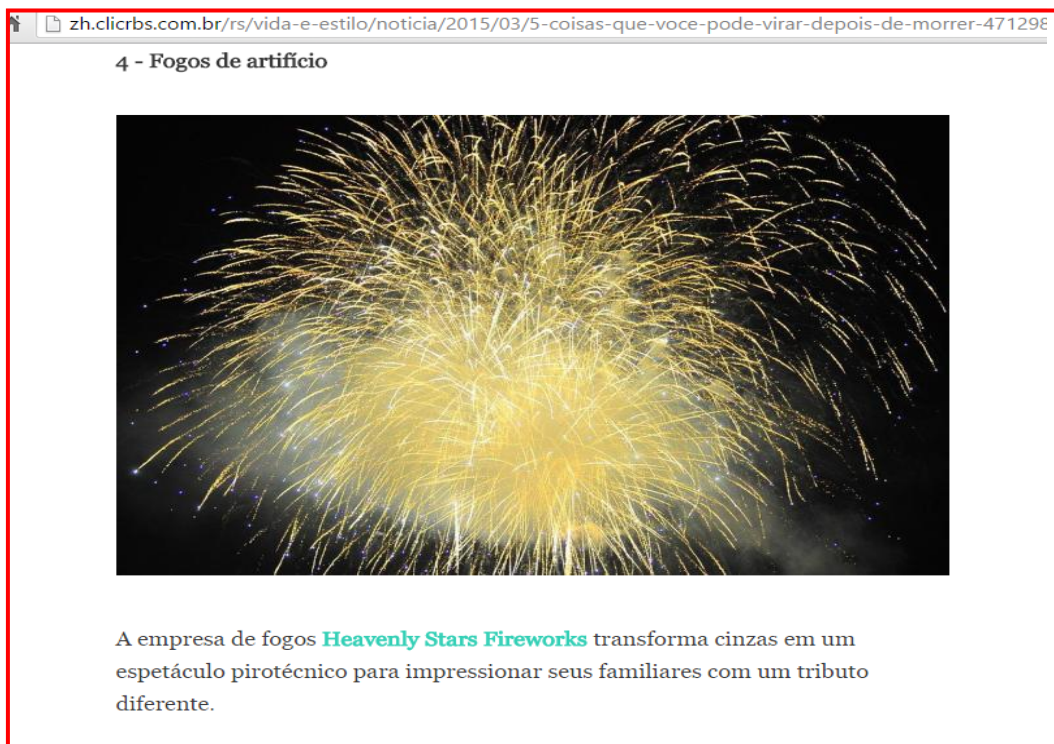 zh.clicrbs.com.br/rs/vida-e-estilo/noticia/2015/03/5-coisas-que-voce-pode-virar-depois-de-morrer-471298
4 - Fogos de artifício
A empresa de fogos Heavenly Stars Fireworks transforma cinzas em um
espetáculo pirotécnico para impressionar seus familiares com um tributo
diferente.